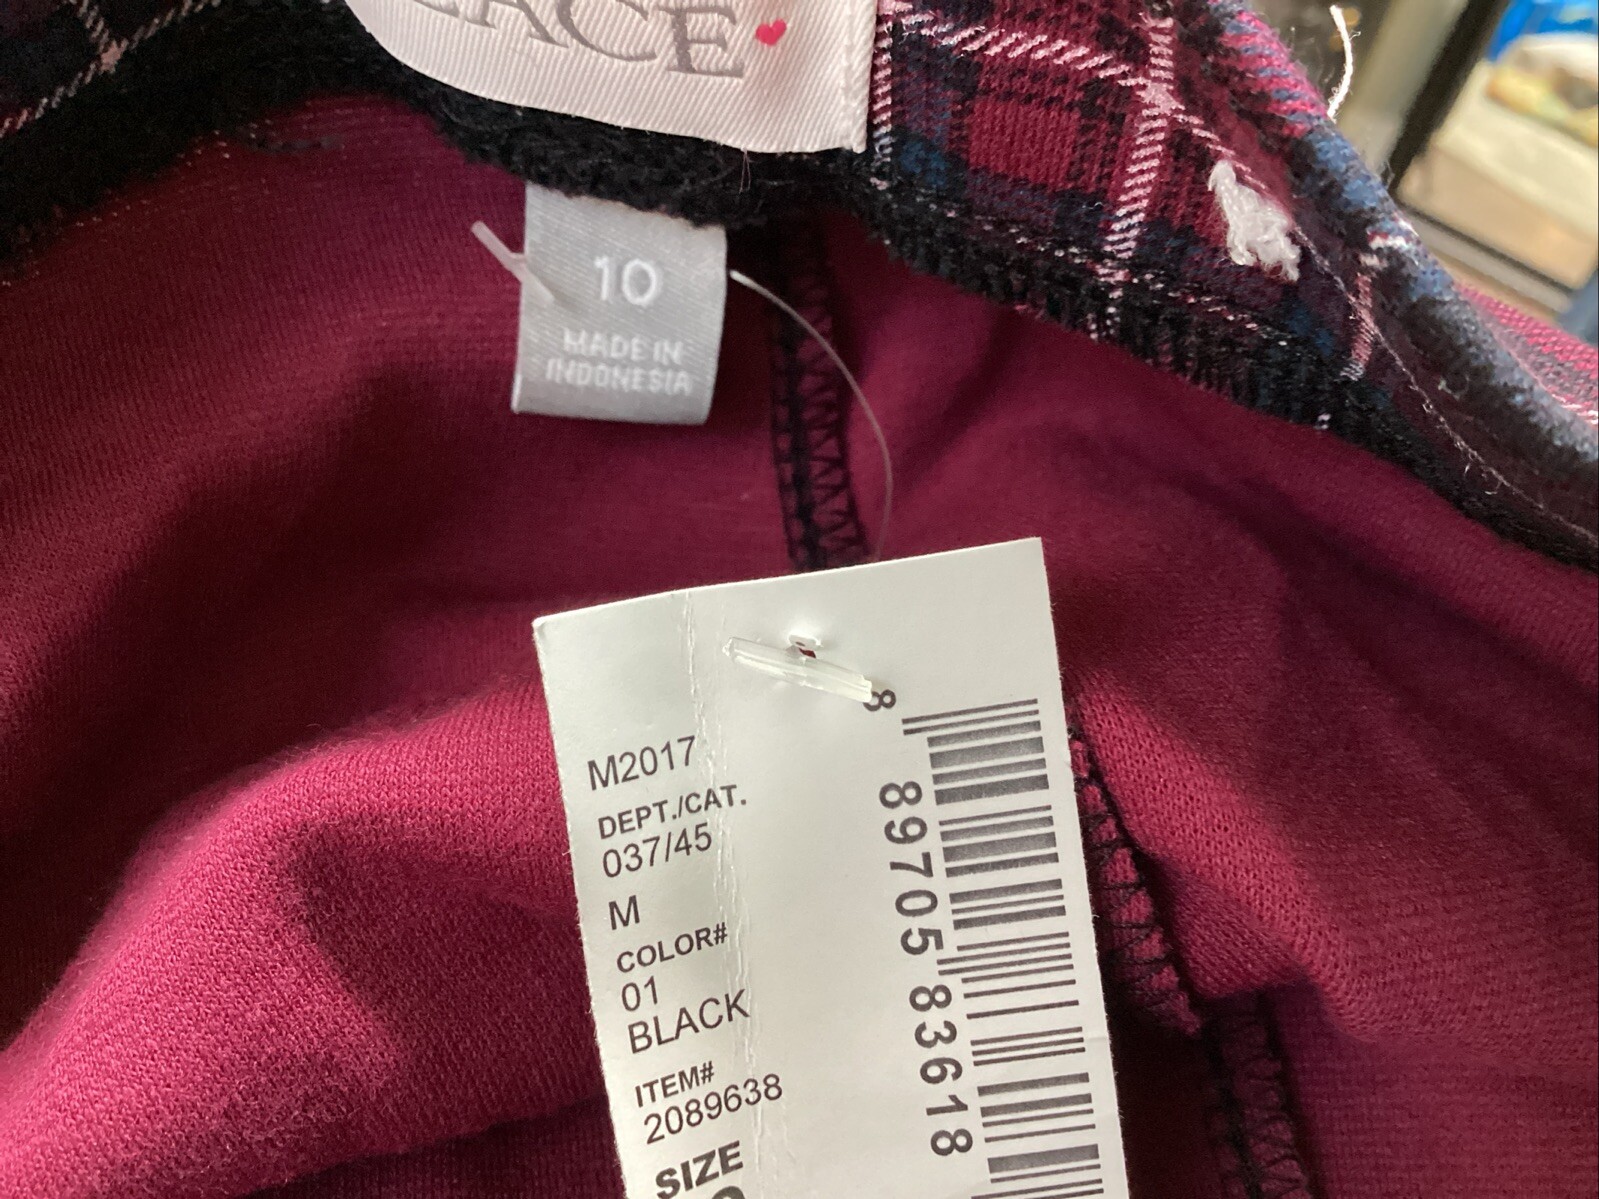 10
MADE IN
INDONESIA
M2017
DEPT./CAT.
037/45
M
COLOR#
01
BLACK
ITEM#
2089638
SIZE
8 89705 83618